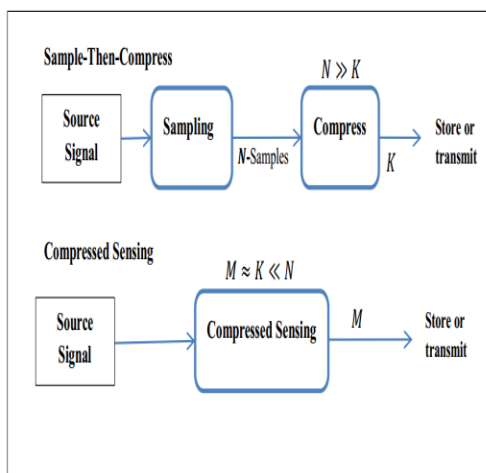 Sample-Then-Compress
N ≫ K
Source
Signal
Sampling
N-Samples
Compress
K
Store or
transmit
Compressed Sensing
M ≈ K ≪ N
Source
Signal
Compressed Sensing
M
Store or
transmit